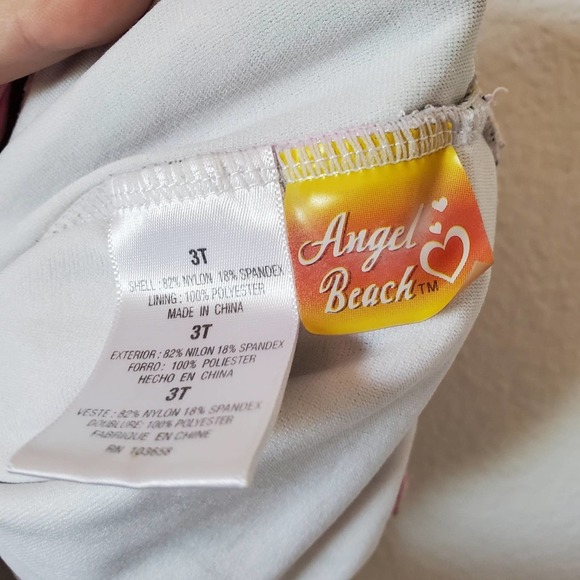 3T
SHELL: 82% NYLON 18% SPANDEX
LINING: 100% POLYESTER
MADE IN CHINA
3T
EXTERIOR: 82% NILON 18% SPANDEX
FORRO: 100% POLIESTER
HECHO EN CHINA
3T
VESTE: 82% NYLON 18% SPANDEX
DOUBLURE: 100% POLYESTER
FABRIQUE EN CHINE
RN 103658
Angel
Beach™